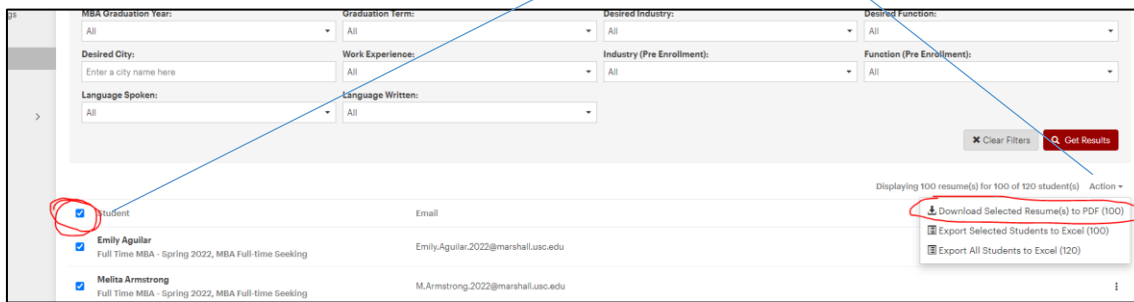 gs
MBA Graduation Year: Graduation Term: Desired Industry: Desired Function:
All All All All
Desired City: Work Experience: Industry (Pre Enrollment): Function (Pre Enrollment):
Enter a city name here All All All
Language Spoken: Language Written:
All All
Clear Filters Get Results
Displaying 100 resume(s) for 100 of 120 student(s) Action
Student Email
Download Selected Resume(s) to PDF (100)
Export Selected Students to Excel (100)
Export All Students to Excel (120)
Emily Aguilar
Full Time MBA - Spring 2022, MBA Full-time Seeking
Emily.Aguilar.2022@marshall.usc.edu
Melita Armstrong
Full Time MBA - Spring 2022, MBA Full-time Seeking
M.Armstrong.2022@marshall.usc.edu